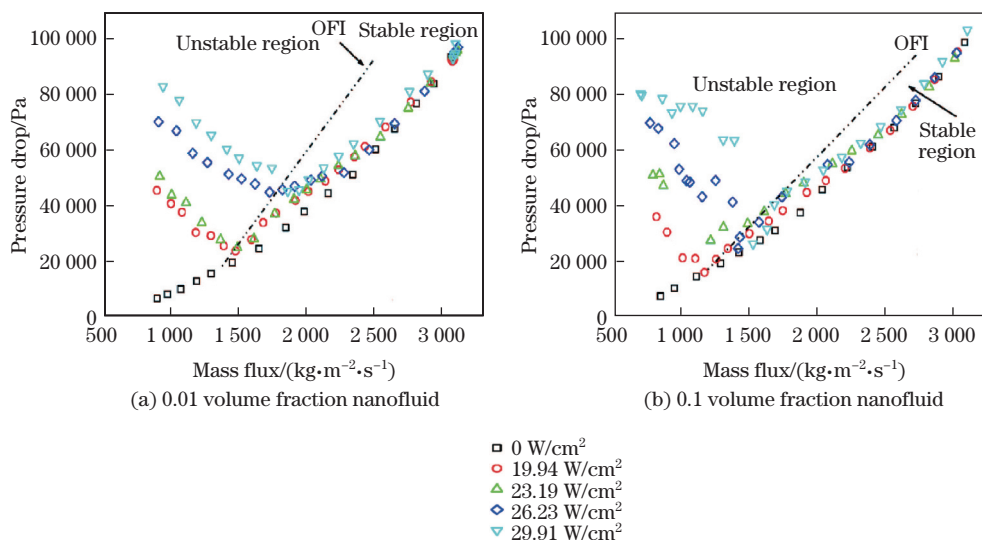 100 000
80 000
60 000
40 000
20 000
0
Pressure drop/Pa
Unstable region
OFI
Stable region
500
1 000
1 500
2 000
2 500
3 000
Mass flux/(kg•m⁻²•s⁻¹)
(a) 0.01 volume fraction nanofluid
100 000
80 000
60 000
40 000
20 000
0
Pressure drop/Pa
Unstable region
OFI
Stable
region
500
1 000
1 500
2 000
2 500
3 000
Mass flux/(kg•m⁻²•s⁻¹)
(b) 0.1 volume fraction nanofluid
0 W/cm²
19.94 W/cm²
23.19 W/cm²
26.23 W/cm²
29.91 W/cm²